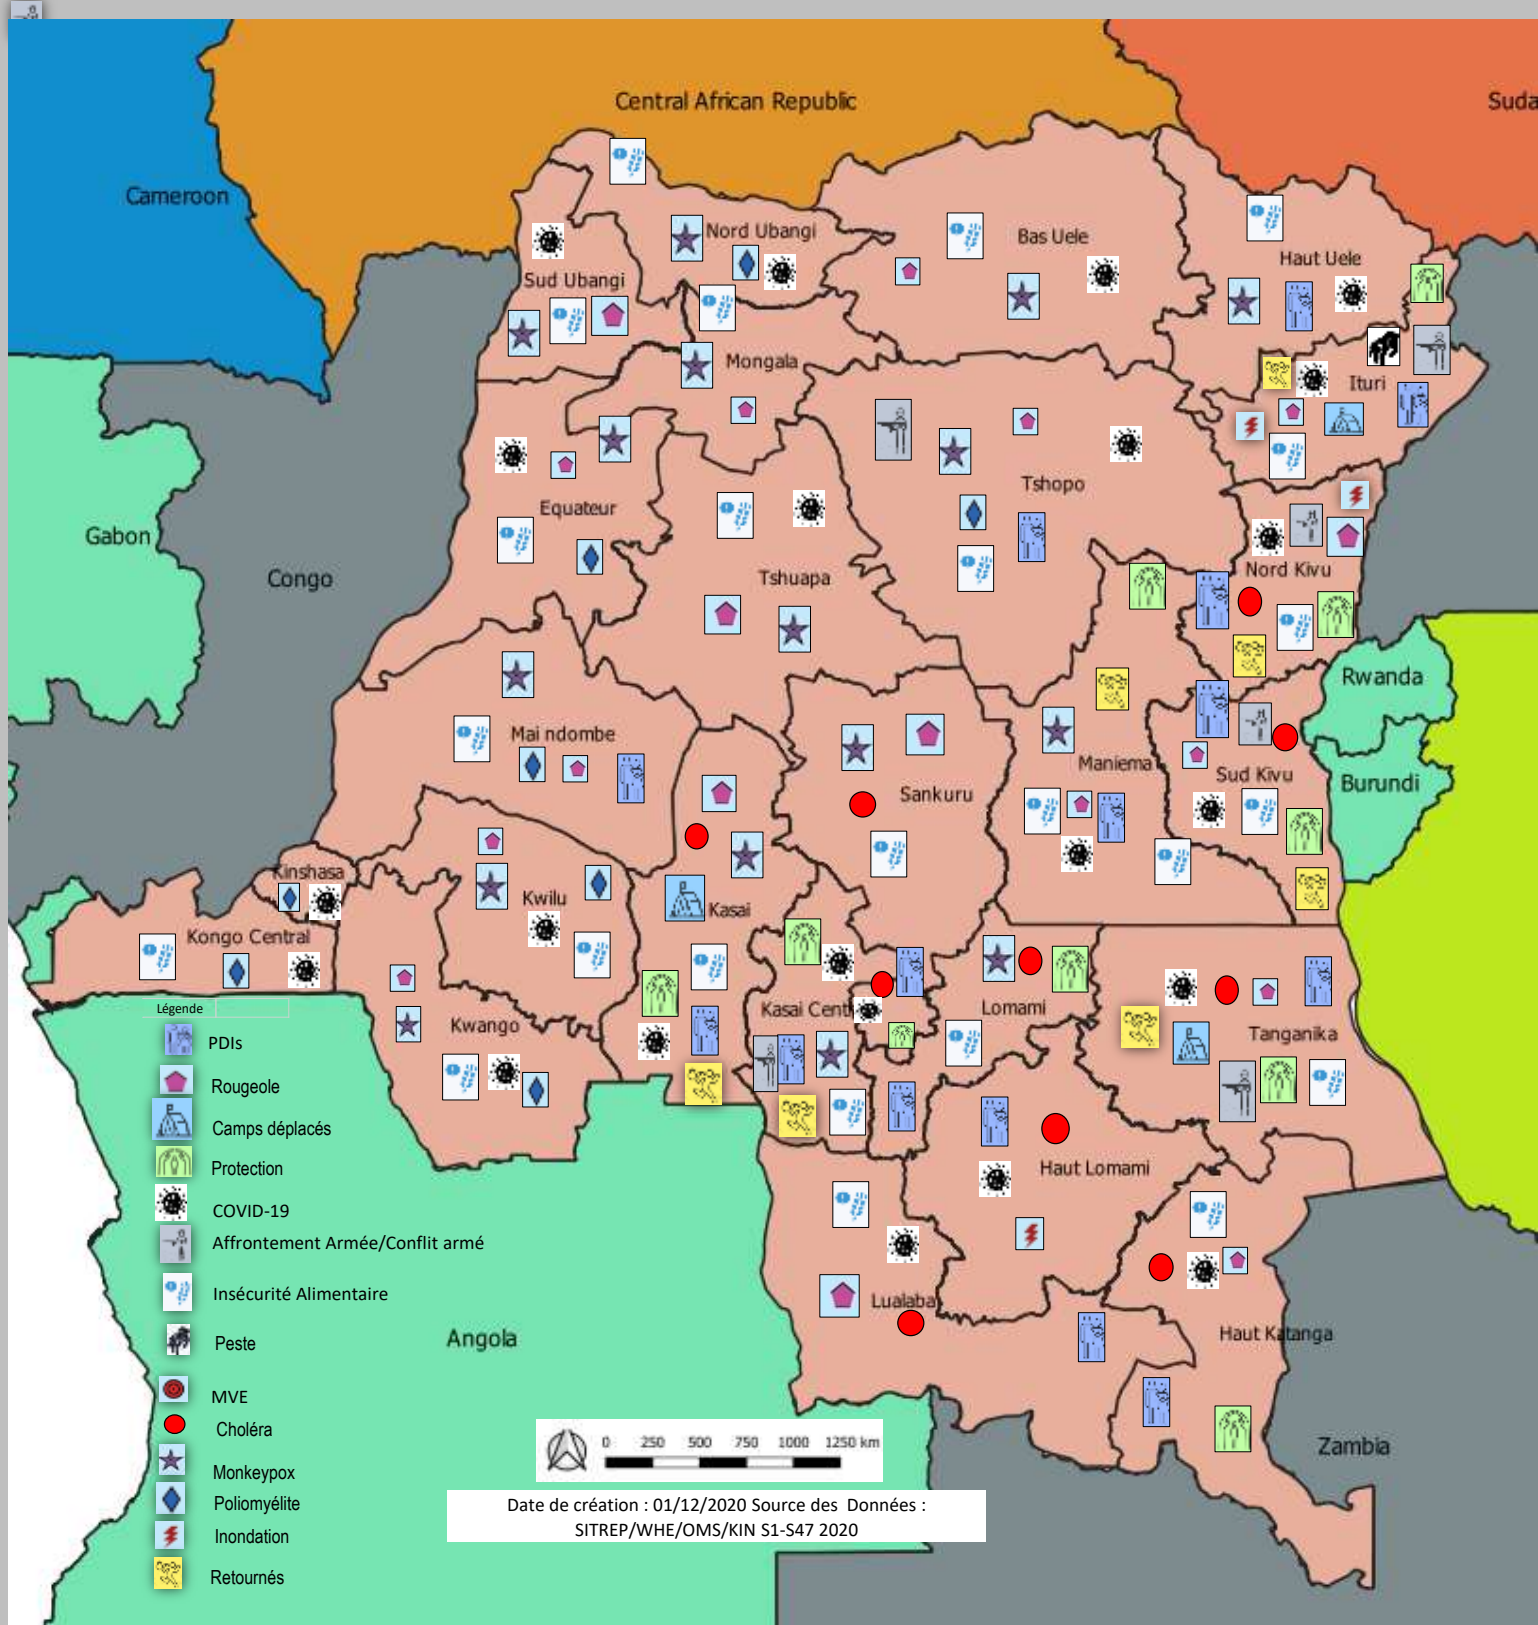 Central African Republic
Suda
Cameroon
Nord Ubangi
Bas Uele
Haut Uele
Sud Ubangi
Mongala
Ituri
Tshopo
Equateur
Gabon
Congo
Tshuapa
Nord Kivu
Rwanda
Mai ndombe
Maniema
Sud Kivu
Burundi
Sankuru
Kinshasa
Kwilu
Kasai
Kongo Central
Kasai Cent
Lomami
Kwango
Tanganika
Haut Lomami
Lualaba
Haut Katanga
Angola
Zambia
Légende
PDIs
Rougeole
Camps déplacés
Protection
COVID-19
Affrontement Armée/Conflit armé
Insécurité Alimentaire
Peste
MVE
Choléra
Monkeypox
Poliomyélite
Inondation
Retournés
0 250 500 750 1000 1250 km
Date de création : 01/12/2020 Source des Données :
SITREP/WHE/OMS/KIN S1-S47 2020